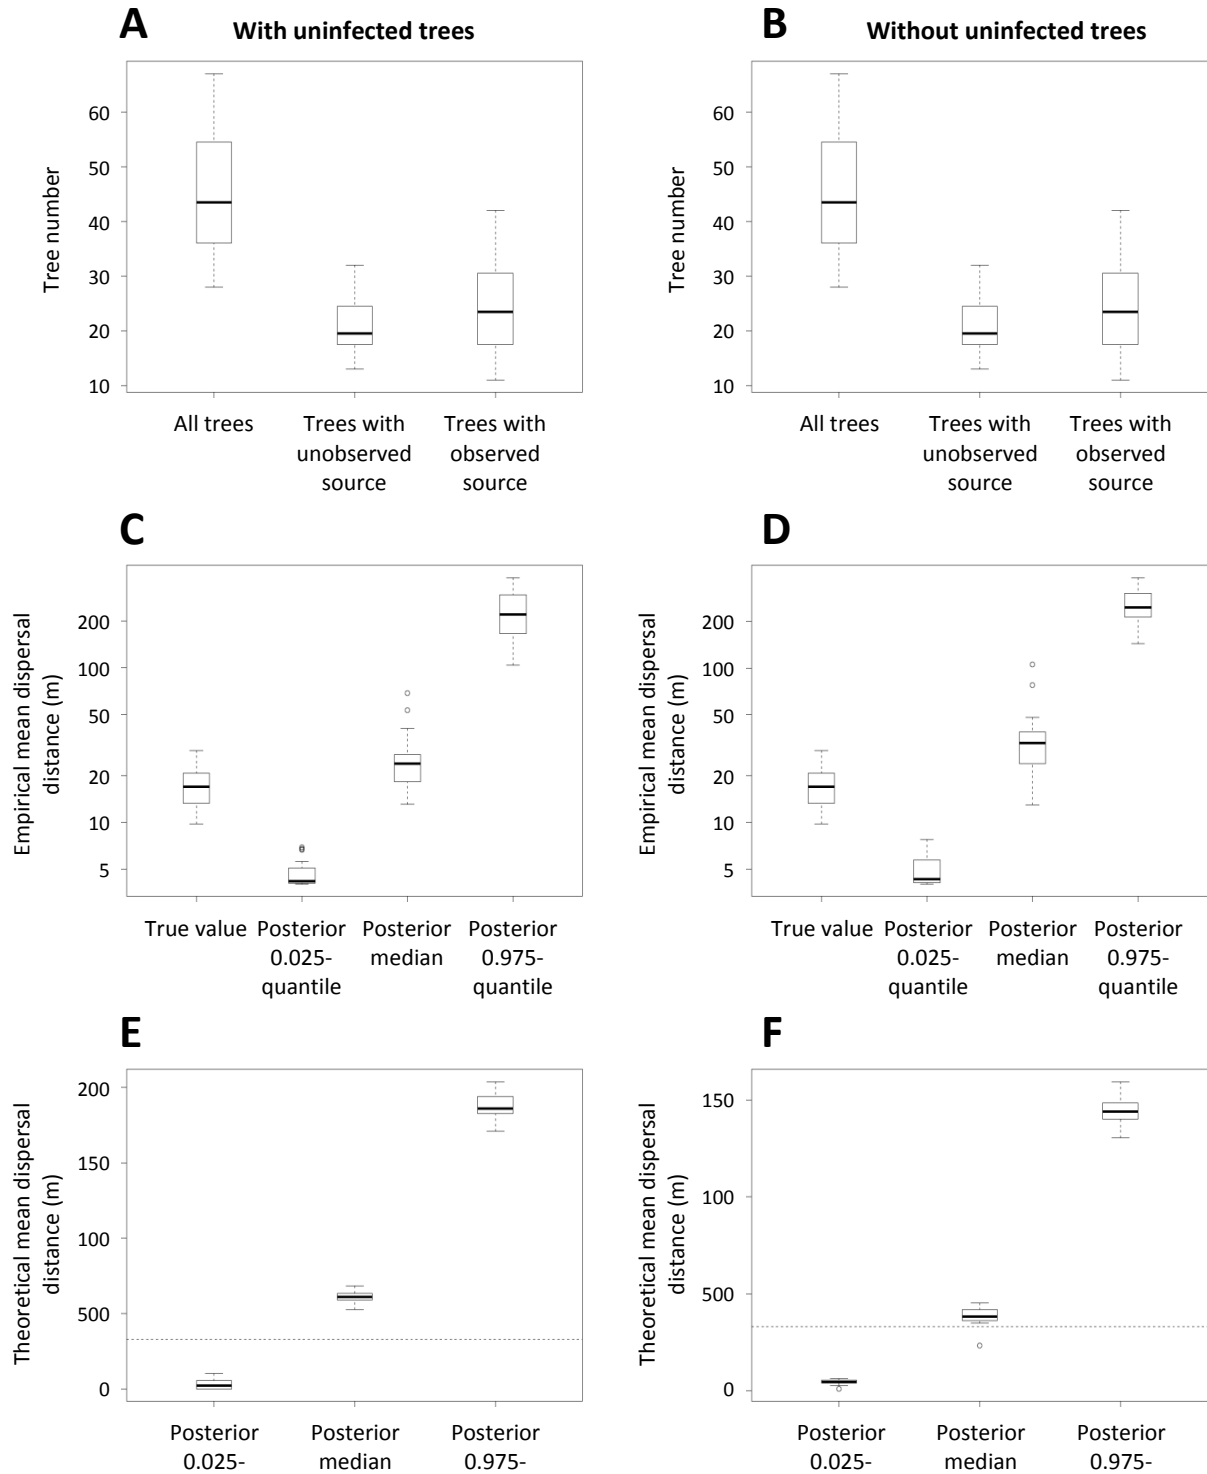 A
With uninfected trees
Tree number
60
50
40
30
20
10
All trees
Trees with
unobserved
source
Trees with
observed
source
B
Without uninfected trees
Tree number
60
50
40
30
20
10
All trees
Trees with
unobserved
source
Trees with
observed
source
C
Empirical mean dispersal
distance (m)
200
100
50
20
10
5
True value
Posterior
0.025-
quantile
Posterior
median
Posterior
0.975-
quantile
D
Empirical mean dispersal
distance (m)
200
100
50
20
10
5
True value
Posterior
0.025-
quantile
Posterior
median
Posterior
0.975-
quantile
E
Theoretical mean dispersal
distance (m)
200
150
100
500
0
Posterior
0.025-
Posterior
median
Posterior
0.975-
F
Theoretical mean dispersal
distance (m)
150
100
500
0
Posterior
0.025-
Posterior
median
Posterior
0.975-